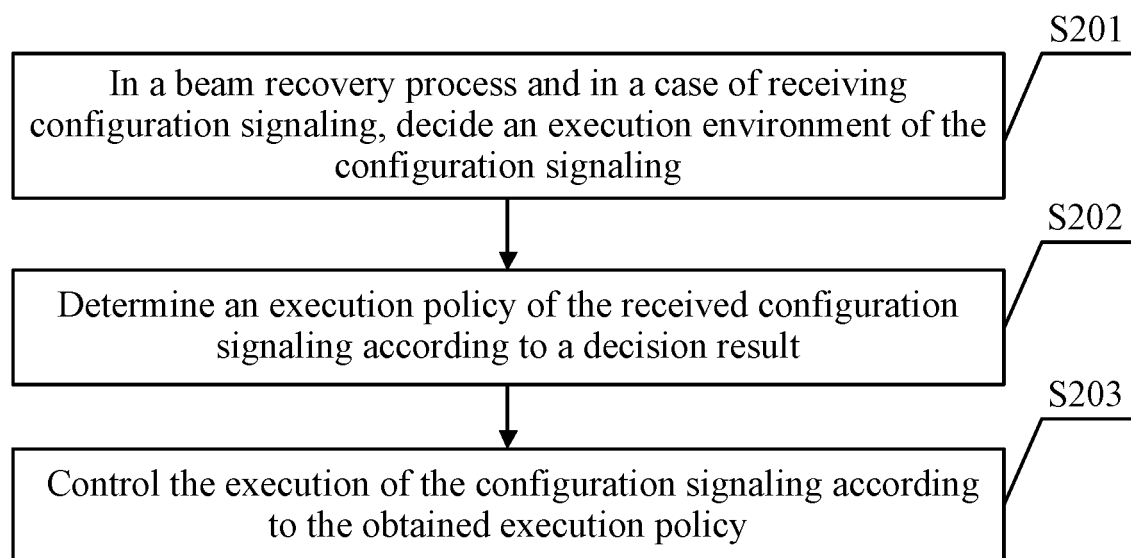 S201
In a beam recovery process and in a case of receiving
configuration signaling, decide an execution environment of the
configuration signaling
S202
Determine an execution policy of the received configuration
signaling according to a decision result
S203
Control the execution of the configuration signaling according
to the obtained execution policy